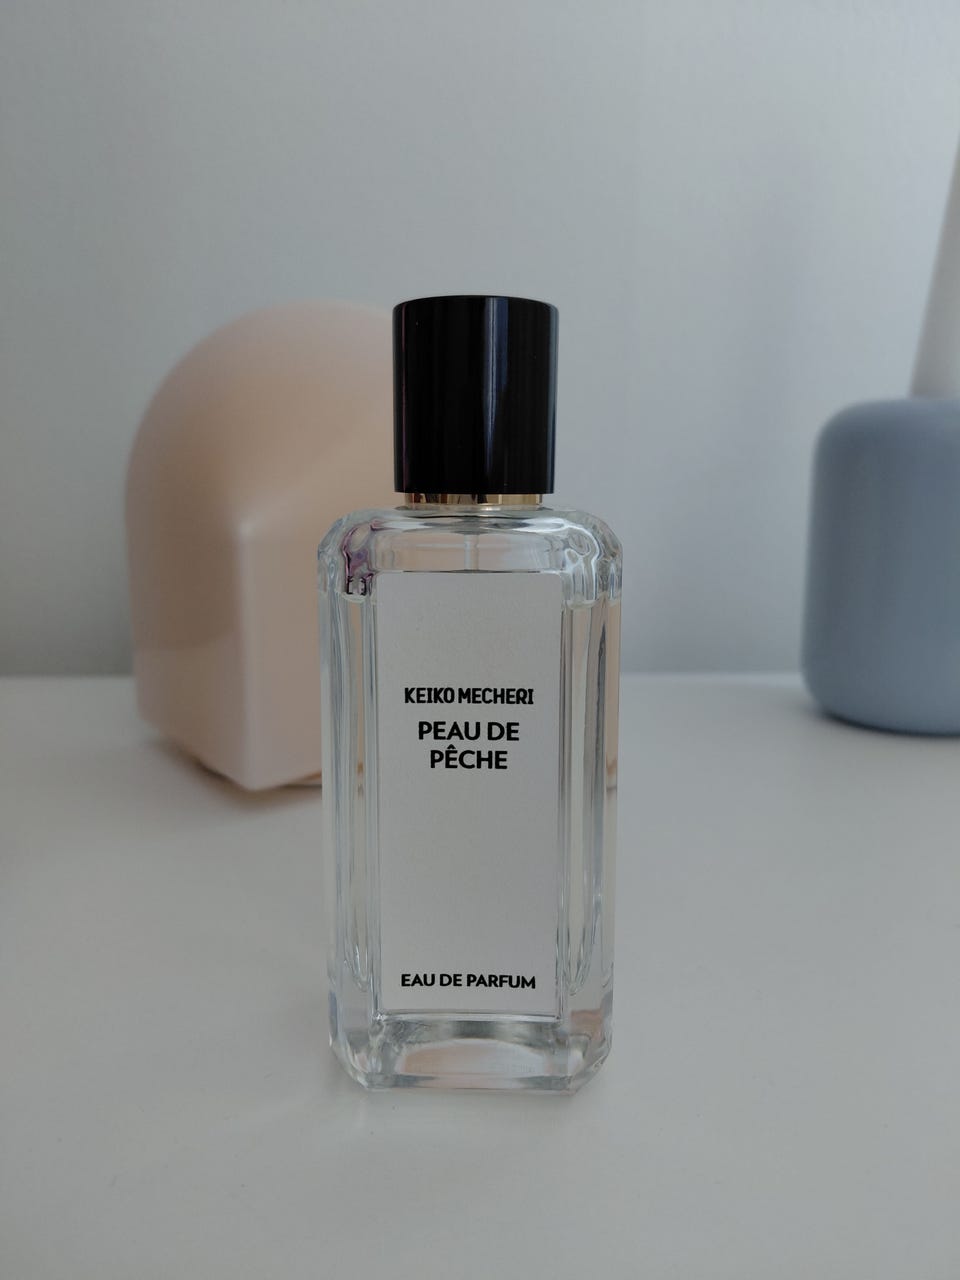 KEIKO MECHERI
PEAU DE
PÊCHE
EAU DE PARFUM